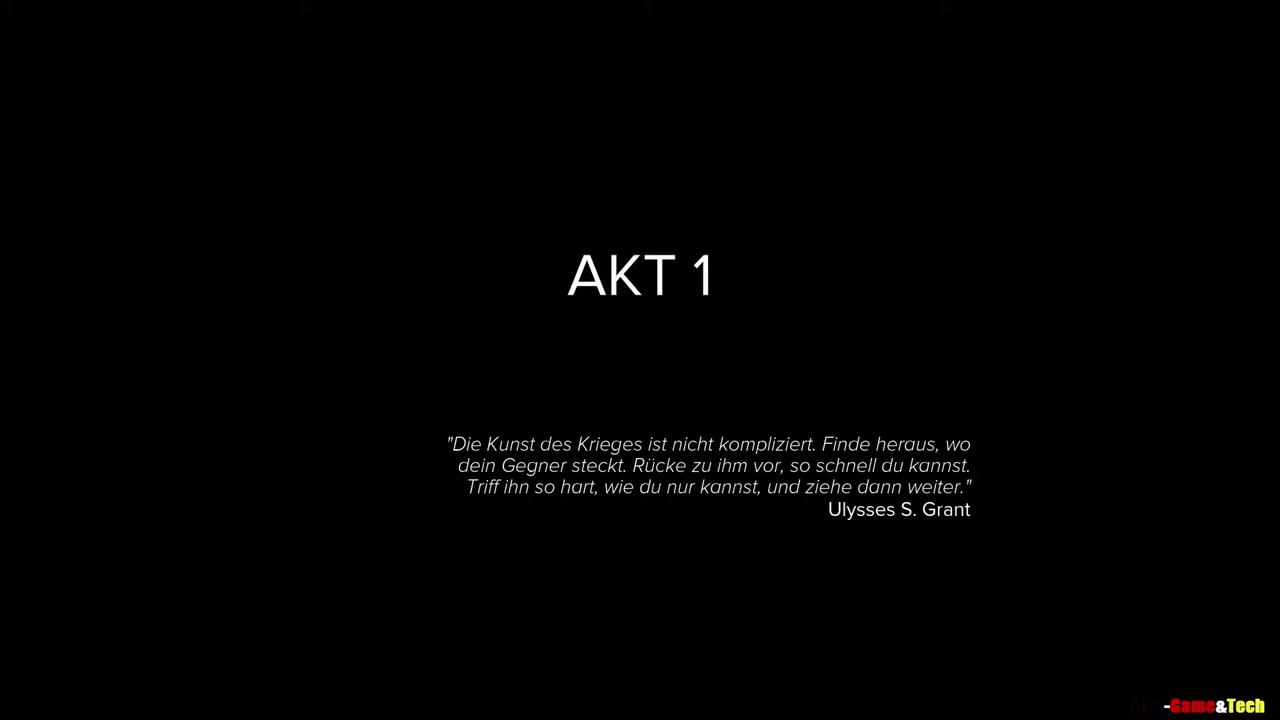 AKT 1
"Die Kunst des Krieges ist nicht kompliziert. Finde heraus, wo
dein Gegner steckt. Rücke zu ihm vor, so schnell du kannst.
Triff ihn so hart, wie du nur kannst, und ziehe dann weiter."
Ulysses S. Grant
-Game&Tech